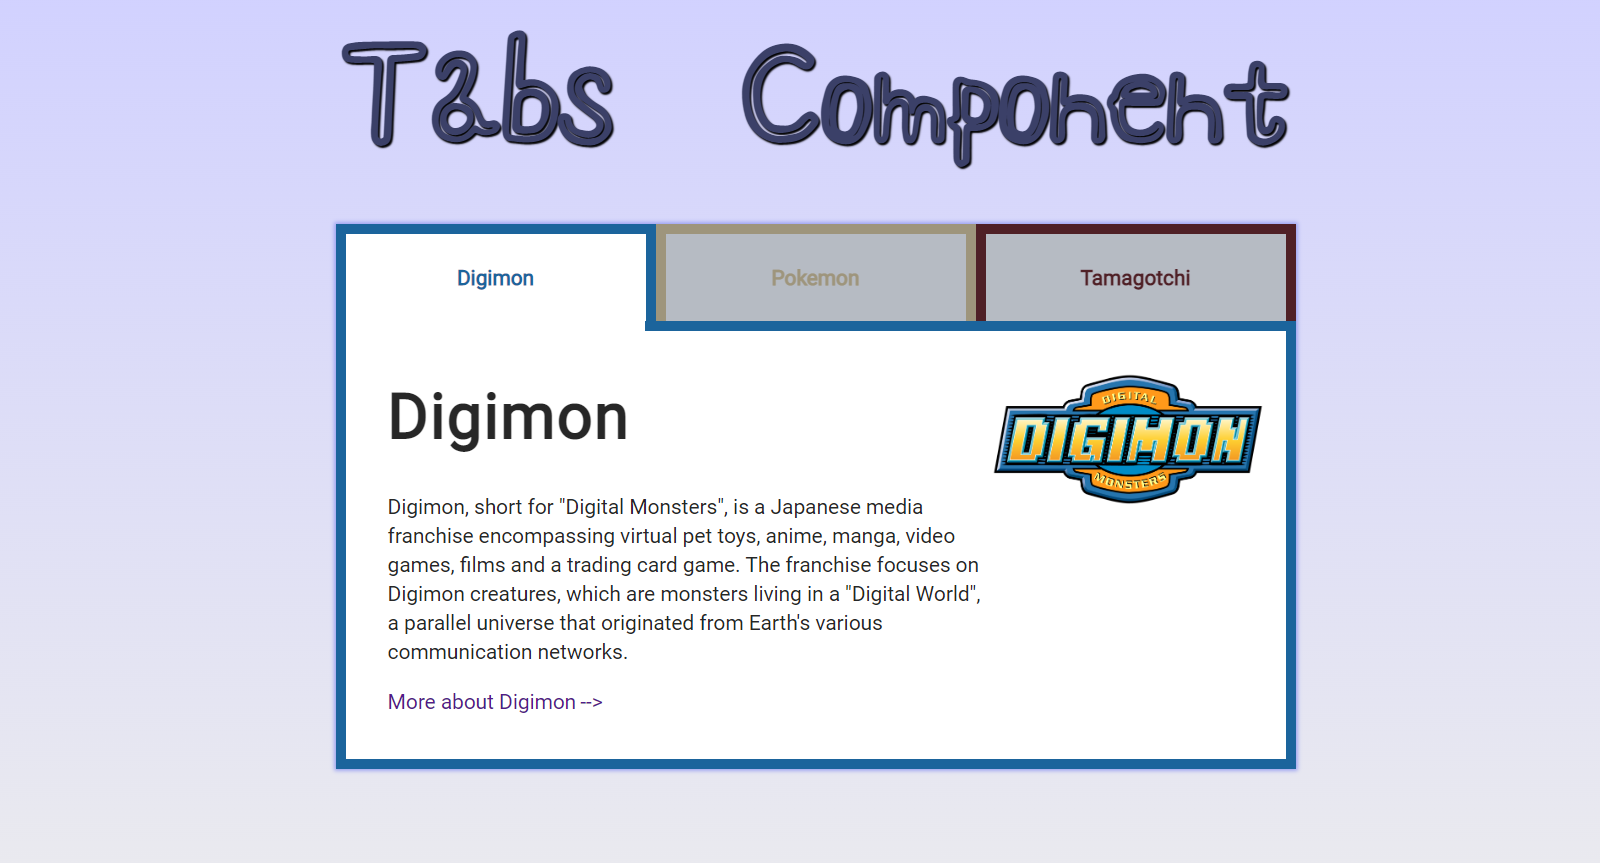 Tabs Component
Digimon
Pokemon
Tamagotchi
Digimon
DIGITAL
DIGIMON
MONSTERS
Digimon, short for "Digital Monsters", is a Japanese media
franchise encompassing virtual pet toys, anime, manga, video
games, films and a trading card game. The franchise focuses on
Digimon creatures, which are monsters living in a "Digital World",
a parallel universe that originated from Earth's various
communication networks.
More about Digimon -->